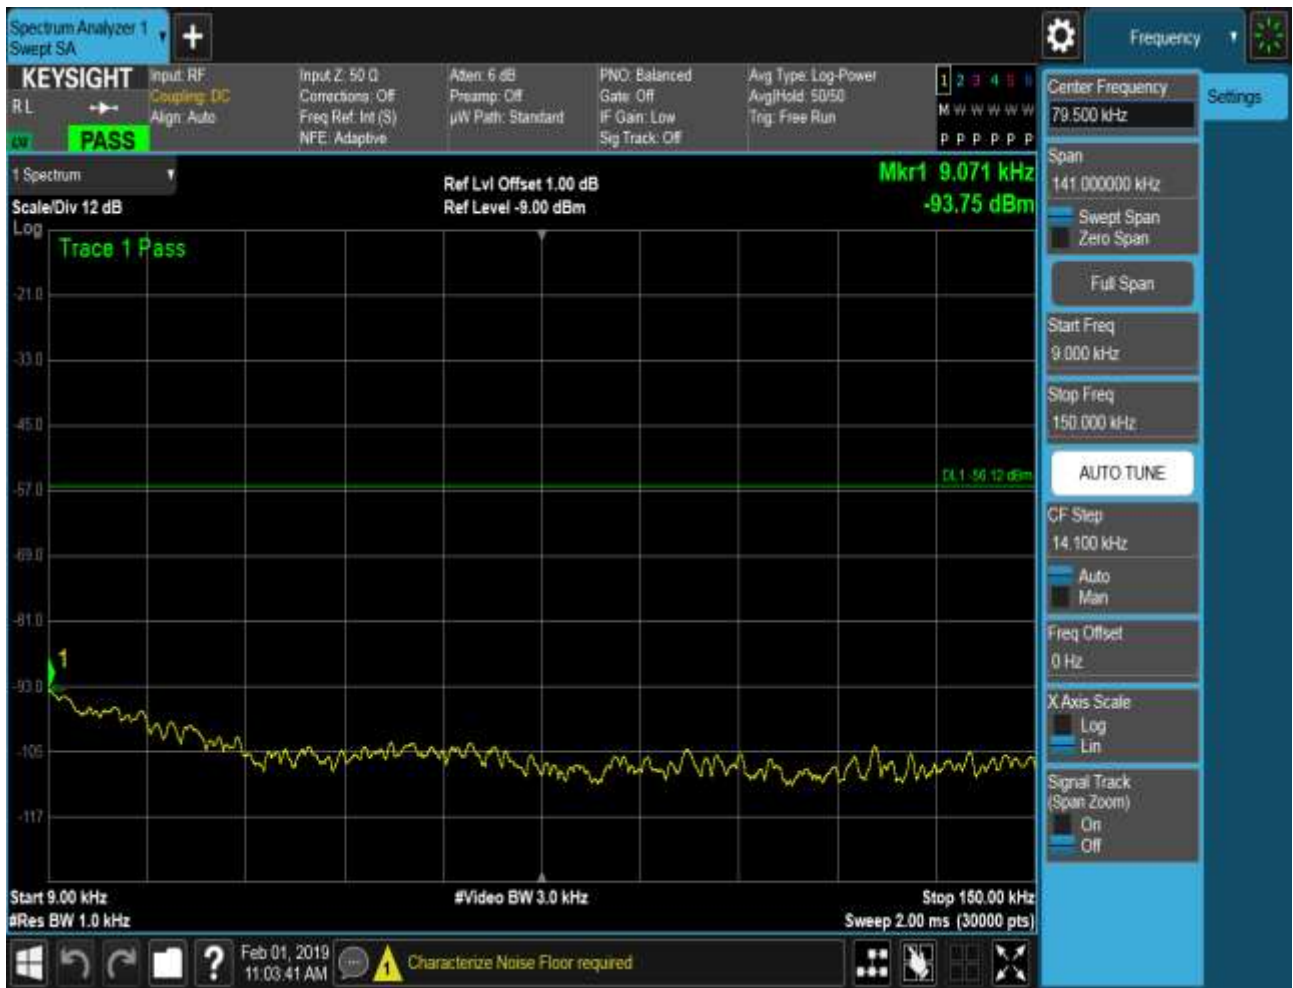 Spectrum Analyzer 1
Swept SA
Frequency
KEYSIGHT
R L
PASS
Input: RF
Coupling: DC
Align: Auto
Input Z: 50 Ω
Corrections: Off
Freq Ref: Int (S)
NFE: Adaptive
Atten: 6 dB
Preamp: Off
µW Path: Standard
PNO: Balanced
Gate: Off
IF Gain: Low
Sig Track: Off
Avg Type: Log-Power
Avg|Hold: 50/50
Trig: Free Run
1 2 3 4 5 6
M W W W W W
P P P P P P
1 Spectrum
Scale/Div 12 dB
Log
Ref Lvl Offset 1.00 dB
Ref Level -9.00 dBm
Mkr1 9.071 kHz
-93.75 dBm
Trace 1 Pass
-21.0
-33.0
-45.0
-57.0
-69.0
-81.0
-93.0
-105
-117
DL1 -56.12 dBm
1
Start 9.00 kHz
#Res BW 1.0 kHz
#Video BW 3.0 kHz
Stop 150.00 kHz
Sweep 2.00 ms (30000 pts)
Center Frequency
79.500 kHz
Settings
Span
141.000000 kHz
Swept Span
Zero Span
Full Span
Start Freq
9.000 kHz
Stop Freq
150.000 kHz
AUTO TUNE
CF Step
14.100 kHz
Auto
Man
Freq Offset
0 Hz
X Axis Scale
Log
Lin
Signal Track
(Span Zoom)
On
Off
?
Feb 01, 2019
11:03:41 AM
1
Characterize Noise Floor required